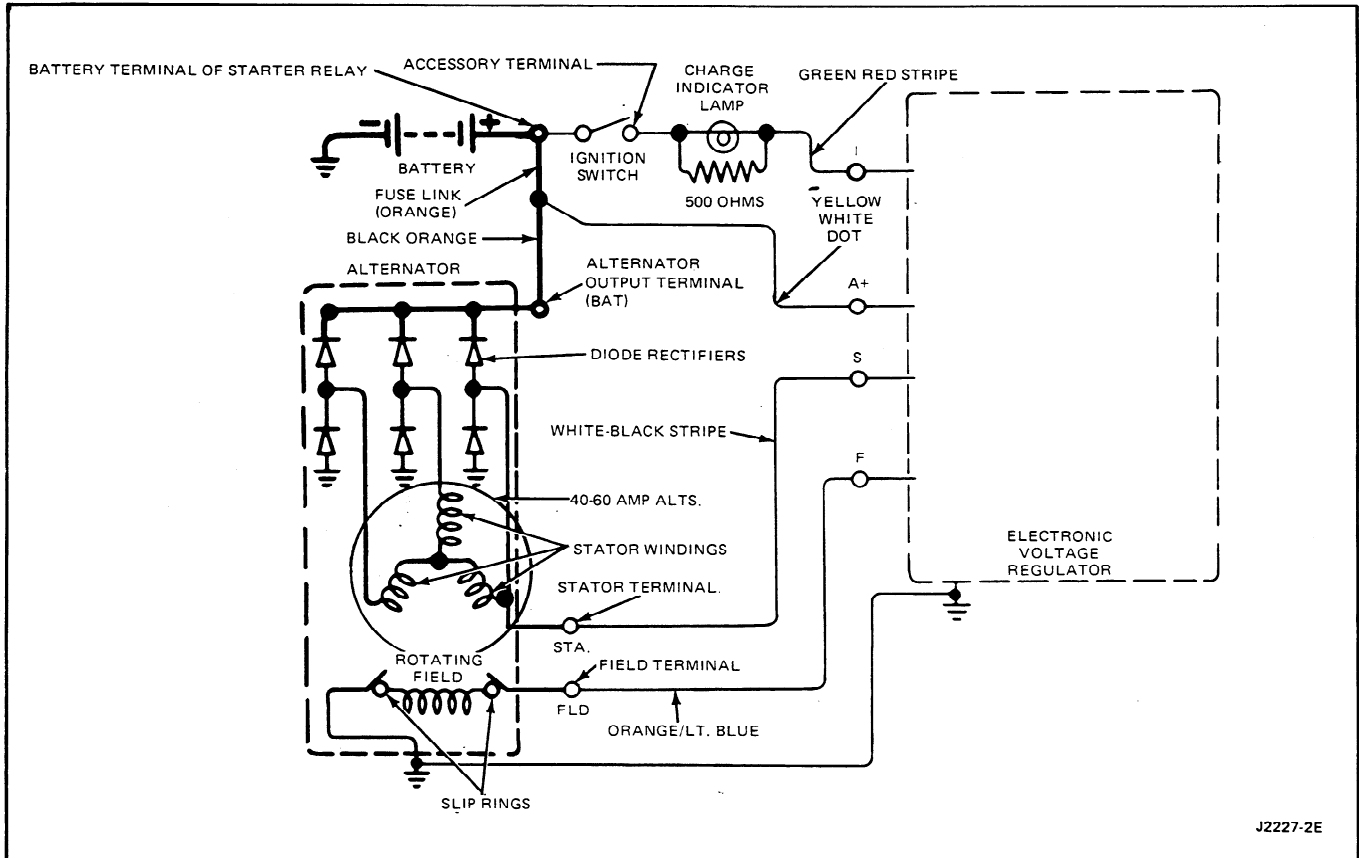 BATTERY TERMINAL OF STARTER RELAY
ACCESSORY TERMINAL
CHARGE
INDICATOR
LAMP
GREEN RED STRIPE
−
+
BATTERY
IGNITION
SWITCH
I
FUSE LINK
(ORANGE)
500 OHMS
YELLOW
WHITE
DOT
BLACK ORANGE
ALTERNATOR
ALTERNATOR
OUTPUT TERMINAL
(BAT)
A+
DIODE RECTIFIERS
S
WHITE-BLACK STRIPE
F
40-60 AMP ALTS.
ELECTRONIC
VOLTAGE
REGULATOR
STATOR WINDINGS
STATOR TERMINAL.
STA.
ROTATING
FIELD
FIELD TERMINAL
FLD
ORANGE/LT. BLUE
SLIP RINGS
J2227-2E